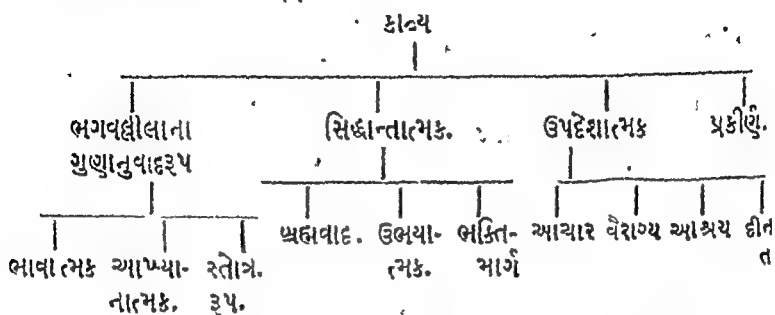 કાવ્ય
ભગવલ્લીલાના સિદ્ધાન્તાત્મક. ઉપદેશાત્મક પ્રકીર્ણ.
ગુણાનુવાદરૂપ
બ્રહ્મવાદ. ઉભયા- ભક્તિ- આચાર વૈરાગ્ય આશ્રય દીન
ત્મક. માર્ગ ત
ભાવાત્મક આખ્યા- સ્તોત્ર.
નાત્મક. રૂપ.